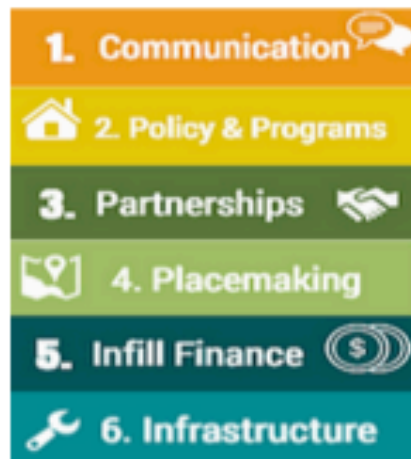 1. Communication
2. Policy & Programs
3. Partnerships
4. Placemaking
5. Infill Finance
$
6. Infrastructure